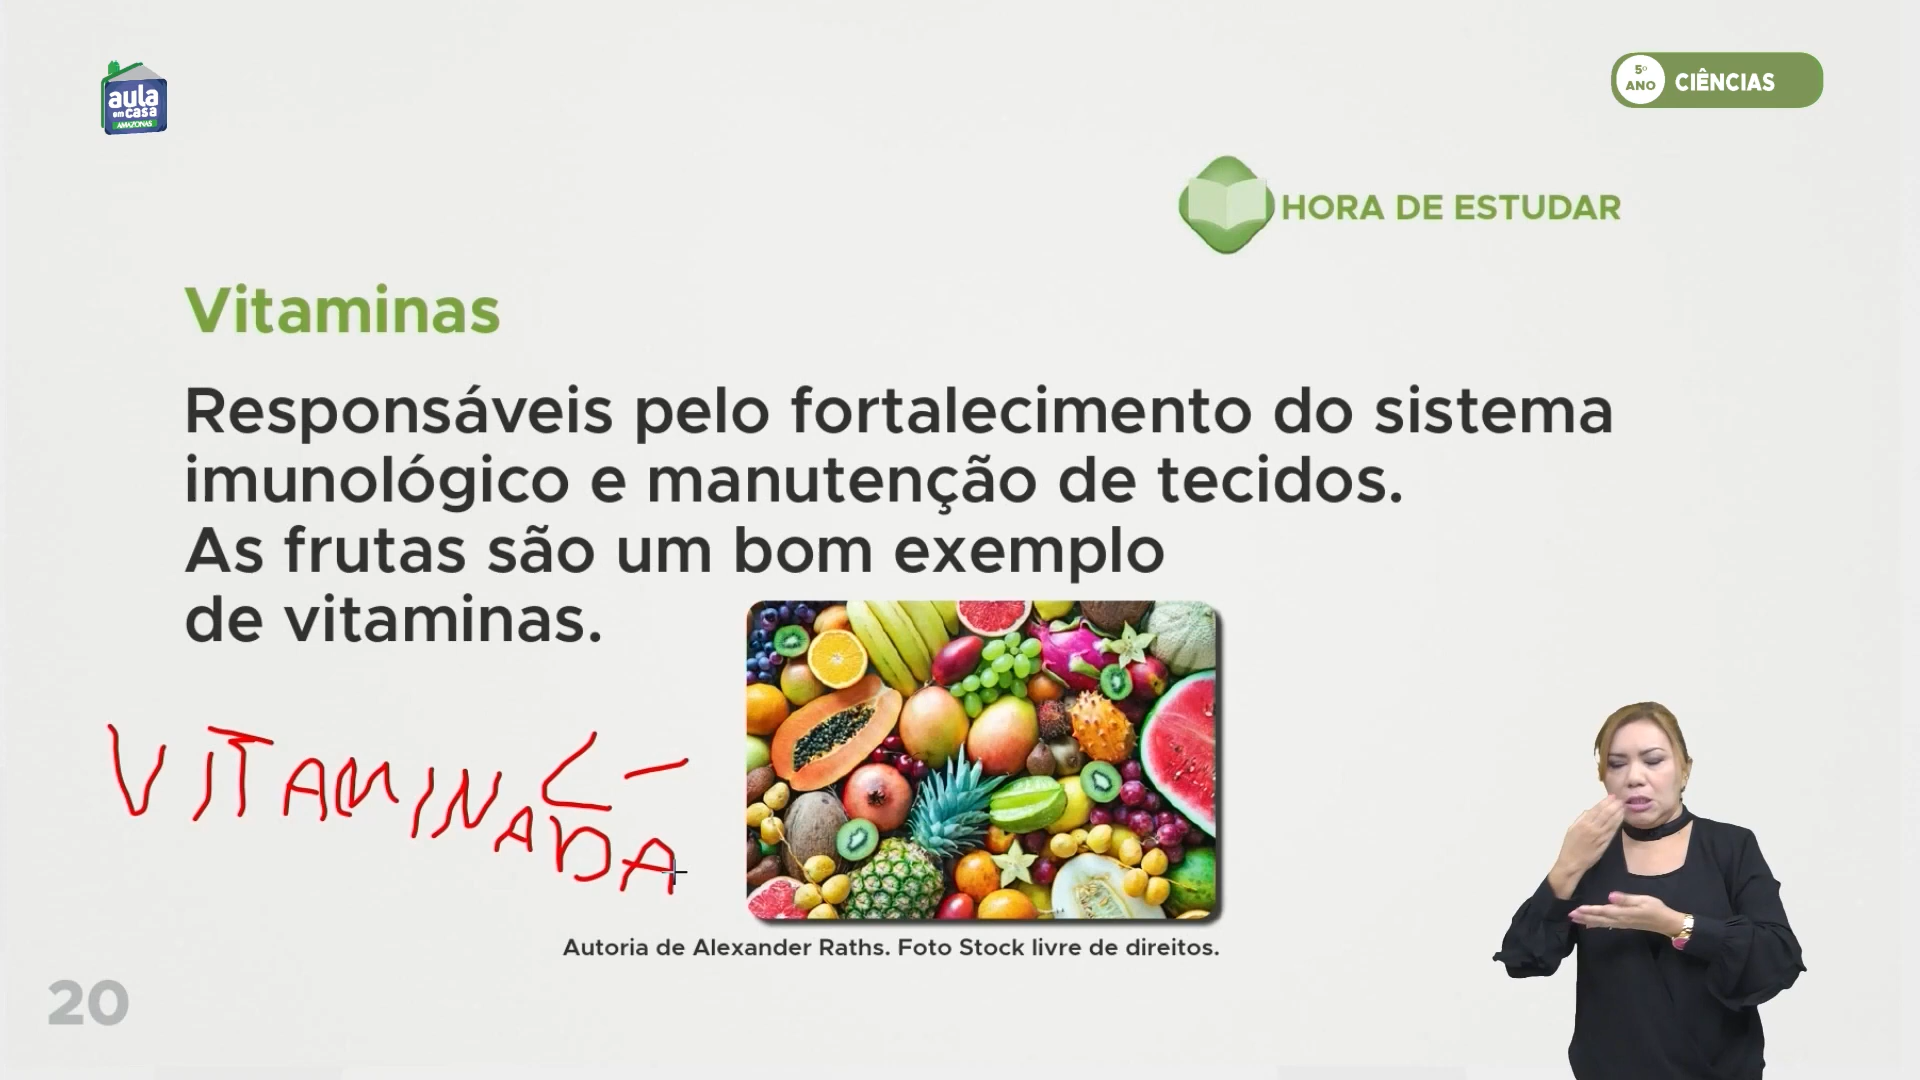 aula
em casa
AMAZONAS
5º
ANO
CIÊNCIAS
HORA DE ESTUDAR
Vitaminas
Responsáveis pelo fortalecimento do sistema
imunológico e manutenção de tecidos.
As frutas são um bom exemplo
de vitaminas.
VITAMINA C -
DA
Autoria de Alexander Raths. Foto Stock livre de direitos.
20